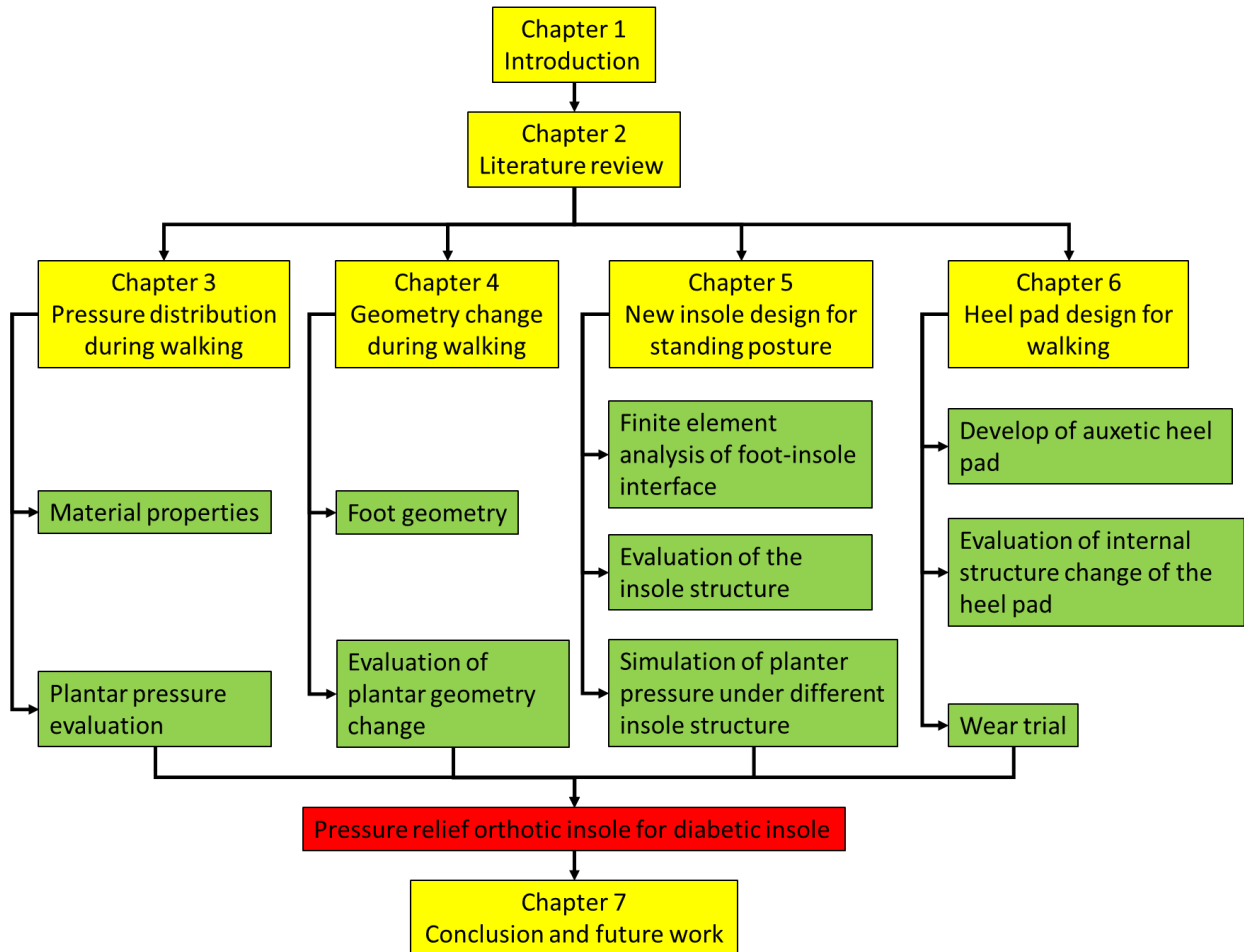 Chapter 1
Introduction
Chapter 2
Literature review
Chapter 3
Pressure distribution
during walking
Chapter 4
Geometry change
during walking
Chapter 5
New insole design for
standing posture
Chapter 6
Heel pad design for
walking
Material properties
Plantar pressure
evaluation
Foot geometry
Evaluation of
plantar geometry
change
Finite element
analysis of foot-insole
interface
Evaluation of the
insole structure
Simulation of planter
pressure under different
insole structure
Develop of auxetic heel
pad
Evaluation of internal
structure change of the
heel pad
Wear trial
Pressure relief orthotic insole for diabetic insole
Chapter 7
Conclusion and future work